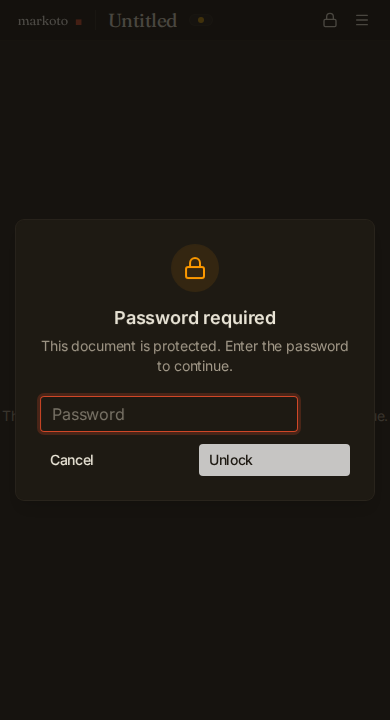 markoto
Untitled
Password required
This document is protected. Enter the password
to continue.
Password
Cancel
Unlock